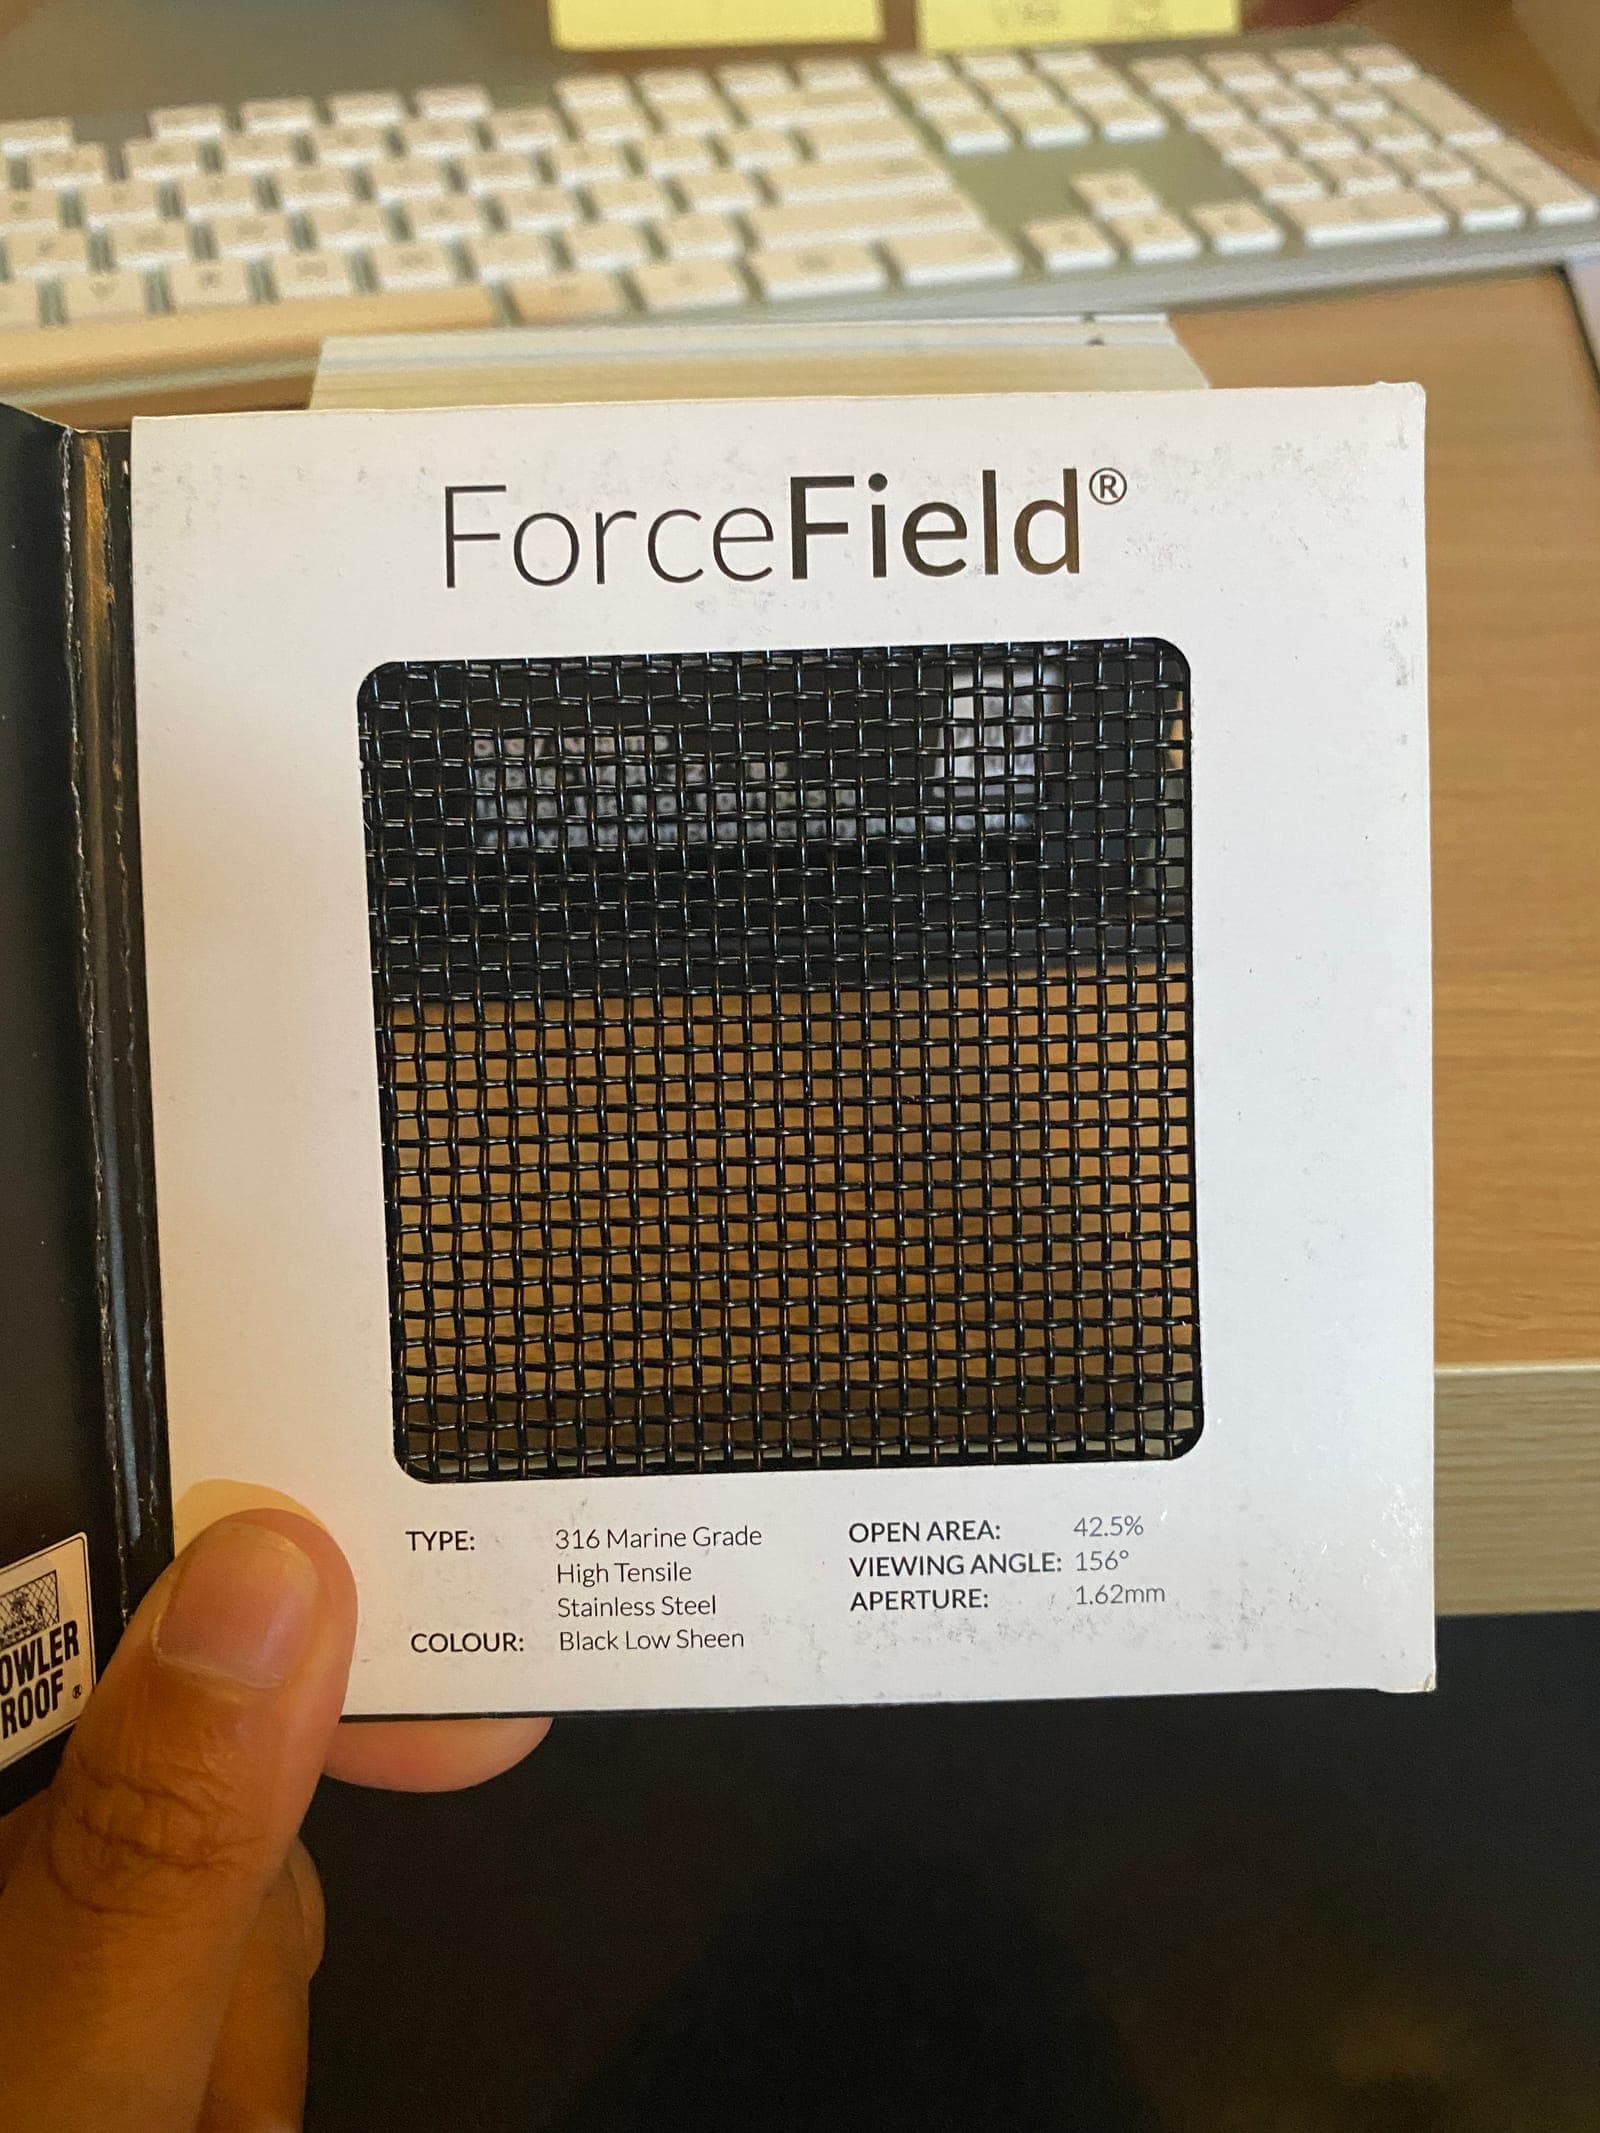 ForceField®
TYPE: 316 Marine Grade
High Tensile
Stainless Steel
COLOUR: Black Low Sheen
OPEN AREA: 42.5%
VIEWING ANGLE: 156°
APERTURE: 1.62mm
OWLER
ROOF®